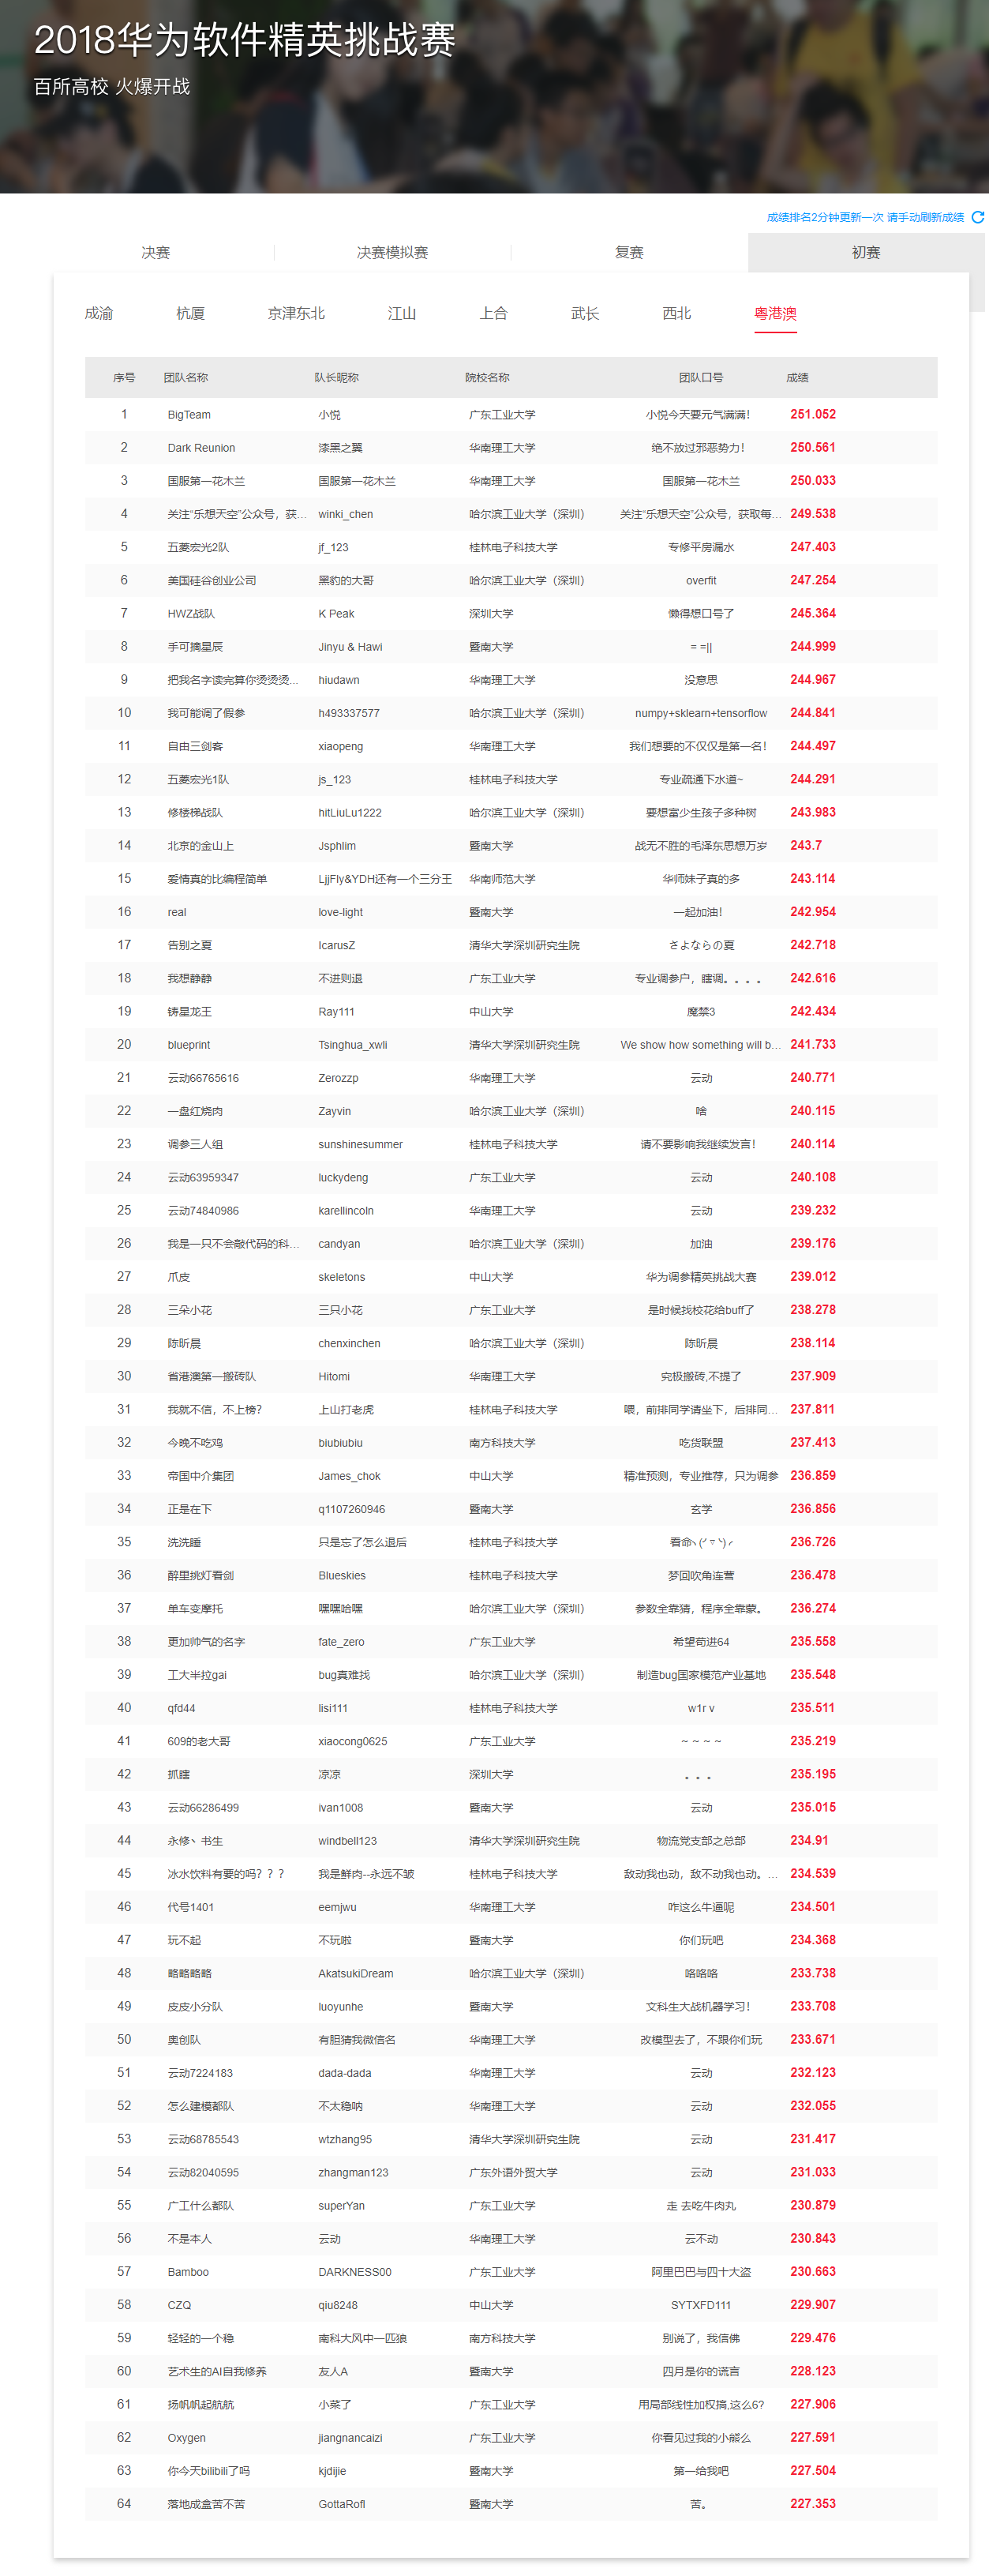 2018华为软件精英挑战赛
百所高校 火爆开战
成绩排名2分钟更新一次 请手动刷新成绩
决赛 决赛模拟赛 复赛 初赛
成渝 杭厦 京津东北 江山 上合 武长 西北 粤港澳
序号 团队名称 队长昵称 院校名称 团队口号 成绩
1 BigTeam 小悦 广东工业大学 小悦今天要元气满满! 251.052
2 Dark Reunion 漆黑之翼 华南理工大学 绝不放过邪恶势力! 250.561
3 国服第一花木兰 国服第一花木兰 华南理工大学 国服第一花木兰 250.033
4 关注“乐想天空”公众号，获... winki_chen 哈尔滨工业大学（深圳） 关注“乐想天空”公众号，获取每... 249.538
5 五菱宏光2队 jf_123 桂林电子科技大学 专修平房漏水 247.403
6 美国硅谷创业公司 黑豹的大哥 哈尔滨工业大学（深圳） overfit 247.254
7 HWZ战队 K Peak 深圳大学 懒得想口号了 245.364
8 手可摘星辰 Jinyu & Hawi 暨南大学 = =|| 244.999
9 把我名字读完算你烫烫烫... hiudawn 华南理工大学 没意思 244.967
10 我可能调了假参 h493337577 哈尔滨工业大学（深圳） numpy+sklearn+tensorflow 244.841
11 自由三剑客 xiaopeng 华南理工大学 我们想要的不仅仅是第一名! 244.497
12 五菱宏光1队 js_123 桂林电子科技大学 专业疏通下水道~ 244.291
13 修楼梯战队 hitLiuLu1222 哈尔滨工业大学（深圳） 要想富少生孩子多种树 243.983
14 北京的金山上 Jsphlim 暨南大学 战无不胜的毛泽东思想万岁 243.7
15 爱情真的比编程简单 LjjFly&YDH还有一个三分王 华南师范大学 华师妹子真的多 243.114
16 real love-light 暨南大学 一起加油! 242.954
17 告别之夏 IcarusZ 清华大学深圳研究生院 さよならの夏 242.718
18 我想静静 不进则退 广东工业大学 专业调参户，瞎调。。。。 242.616
19 铸星龙王 Ray111 中山大学 魔禁3 242.434
20 blueprint Tsinghua_xwli 清华大学深圳研究生院 We show how something will b... 241.733
21 云动66765616 Zerozzp 华南理工大学 云动 240.771
22 一盘红烧肉 Zayvin 哈尔滨工业大学（深圳） 啥 240.115
23 调参三人组 sunshinesummer 桂林电子科技大学 请不要影响我继续发言! 240.114
24 云动63959347 luckydeng 广东工业大学 云动 240.108
25 云动74840986 karellincoln 华南理工大学 云动 239.232
26 我是一只不会敲代码的科... candyan 哈尔滨工业大学（深圳） 加油 239.176
27 爪皮 skeletons 中山大学 华为调参精英挑战大赛 239.012
28 三朵小花 三只小花 广东工业大学 是时候找校花给buff了 238.278
29 陈昕晨 chenxinchen 哈尔滨工业大学（深圳） 陈昕晨 238.114
30 省港澳第一搬砖队 Hitomi 华南理工大学 究极搬砖,不提了 237.909
31 我就不信，不上榜? 上山打老虎 桂林电子科技大学 喂，前排同学请坐下，后排同... 237.811
32 今晚不吃鸡 biubiubiu 南方科技大学 吃货联盟 237.413
33 帝国中介集团 James_chok 中山大学 精准预测，专业推荐，只为调参 236.859
34 正是在下 q1107260946 暨南大学 玄学 236.856
35 洗洗睡 只是忘了怎么退后 桂林电子科技大学 看命 236.726
36 醉里挑灯看剑 Blueskies 桂林电子科技大学 梦回吹角连营 236.478
37 单车变摩托 嘿嘿哈嘿 哈尔滨工业大学（深圳） 参数全靠猜，程序全靠蒙。 236.274
38 更加帅气的名字 fate_zero 广东工业大学 希望苟进64 235.558
39 工大半拉gai bug真难找 哈尔滨工业大学（深圳） 制造bug国家模范产业基地 235.548
40 qfd44 lisi111 桂林电子科技大学 w1r v 235.511
41 609的老大哥 xiaocong0625 广东工业大学 ~ ~ ~ ~ 235.219
42 抓瞎 凉凉 深圳大学 。。。 235.195
43 云动66286499 ivan1008 暨南大学 云动 235.015
44 永修丶书生 windbell123 清华大学深圳研究生院 物流党支部之总部 234.91
45 冰水饮料有要的吗? ? ? 我是鲜肉--永远不皱 桂林电子科技大学 敌动我也动，敌不动我也动。... 234.539
46 代号1401 eemjwu 华南理工大学 咋这么牛逼呢 234.501
47 玩不起 不玩啦 暨南大学 你们玩吧 234.368
48 略略略略 AkatsukiDream 哈尔滨工业大学（深圳） 咯咯咯 233.738
49 皮皮小分队 luoyunhe 暨南大学 文科生大战机器学习! 233.708
50 奥创队 有胆猜我微信名 华南理工大学 改模型去了，不跟你们玩 233.671
51 云动7224183 dada-dada 华南理工大学 云动 232.123
52 怎么建模都队 不太稳呐 华南理工大学 云动 232.055
53 云动68785543 wtzhang95 清华大学深圳研究生院 云动 231.417
54 云动82040595 zhangman123 广东外语外贸大学 云动 231.033
55 广工什么都队 superYan 广东工业大学 走 去吃牛肉丸 230.879
56 不是本人 云动 华南理工大学 云不动 230.843
57 Bamboo DARKNESS00 广东工业大学 阿里巴巴与四十大盗 230.663
58 CZQ qiu8248 中山大学 SYTXFD111 229.907
59 轻轻的一个稳 南科大风中一匹狼 南方科技大学 别说了，我信佛 229.476
60 艺术生的AI自我修养 友人A 暨南大学 四月是你的谎言 228.123
61 扬帆帆起航航 小菜了 广东工业大学 用局部线性加权搞,这么6? 227.906
62 Oxygen jiangnancaizi 广东工业大学 你看见过我的小熊么 227.591
63 你今天bilibili了吗 kjdijie 暨南大学 第一给我吧 227.504
64 落地成盒苦不苦 GottaRofl 暨南大学 苦。 227.353